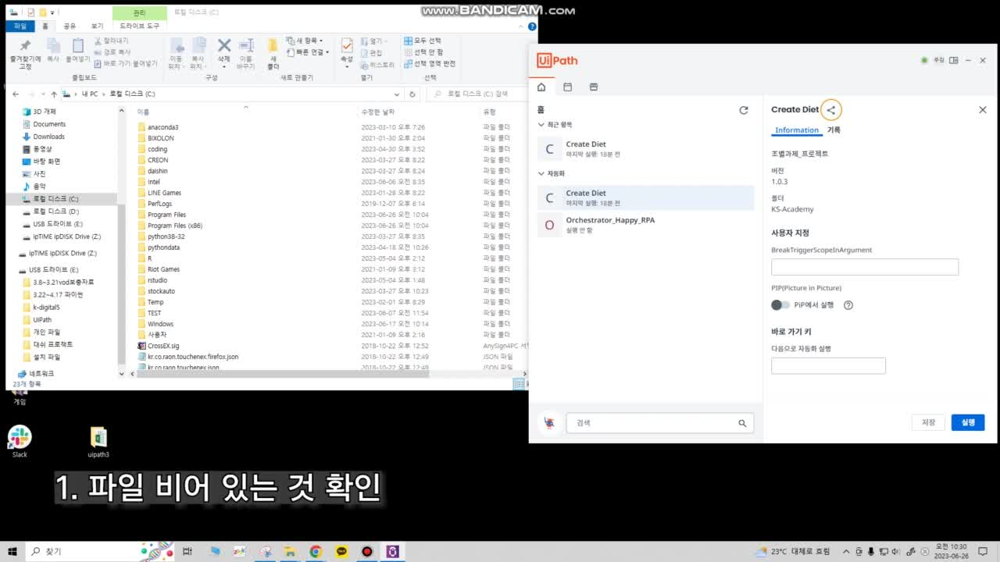 www.BANDICAM.com
관리
로컬 디스크 (C:)
파일
홈
공유
보기
드라이브 도구
즐겨찾기에 고정
복사
붙여넣기
잘라내기
경로 복사
바로 가기 붙여넣기
클립보드
이동 위치
복사 위치
삭제
이름 바꾸기
구성
새 폴더
새 항목
빠른 연결
새로 만들기
속성
열기
편집
히스토리
열기
모두 선택
선택 안 함
선택 영역 반전
선택
내 PC > 로컬 디스크 (C:)
로컬 디스크 (C:) 검색
3D 개체
Documents
Downloads
동영상
바탕 화면
사진
음악
로컬 디스크 (C:)
로컬 디스크 (D:)
USB 드라이브 (E:)
ipTIME ipDISK Drive (Z:)
ipTIME ipDISK Drive (Z:)
USB 드라이브 (E:)
3.8~3.21vod보충자료
3.22~4.17 파이썬
k-digital5
UiPath
개인 파일
대쉬 프로젝트
설치 파일
네트워크
23개 항목
이름 수정한 날짜 유형
anaconda3 2023-03-10 오후 7:26 파일 폴더
BIXOLON 2021-01-30 오후 2:04 파일 폴더
coding 2023-04-30 오후 3:52 파일 폴더
CREON 2023-03-27 오후 8:22 파일 폴더
daishin 2023-03-27 오후 8:24 파일 폴더
Intel 2023-06-06 오후 8:35 파일 폴더
LINE Games 2023-01-28 오후 8:22 파일 폴더
PerfLogs 2019-12-07 오후 6:14 파일 폴더
Program Files 2023-06-26 오전 10:04 파일 폴더
Program Files (x86) 2023-06-26 오전 10:04 파일 폴더
python38-32 2023-03-27 오후 8:35 파일 폴더
pythondata 2023-04-18 오전 10:26 파일 폴더
R 2023-05-04 오후 2:12 파일 폴더
Riot Games 2021-01-09 오후 3:12 파일 폴더
rstudio 2023-05-04 오후 1:48 파일 폴더
stockauto 2023-03-27 오후 10:23 파일 폴더
Temp 2023-02-01 오후 8:29 파일 폴더
TEST 2023-06-07 오전 11:54 파일 폴더
Windows 2023-06-17 오전 10:14 파일 폴더
사용자 2021-01-09 오후 2:16 파일 폴더
CrossEX.sig 2018-10-22 오후 12:52 AnySign4PC
kr.co.raon.touchenex.firefox.json 2018-10-22 오후 12:49 JSON 파일
kr.co.raon.touchenex.json 2018-10-22 오후 12:49 JSON 파일
UiPath
홈
최근 항목
C Create Diet
마지막 실행: 18분 전
자동화
C Create Diet
마지막 실행: 18분 전
O Orchestrator_Happy_RPA
실행 안 함
검색
Create Diet
Information 기록
조별과제_프로젝트
버전
1.0.3
폴더
KS-Academy
사용자 지정
BreakTriggerScopeInArgument
PIP(Picture in Picture)
PiP에서 실행
바로 가기 키
다음으로 자동화 실행
저장
실행
게임
Slack
uipath3
1. 파일 비어 있는 것 확인
찾기
23°C 대체로 흐림
오전 10:30
2023-06-26